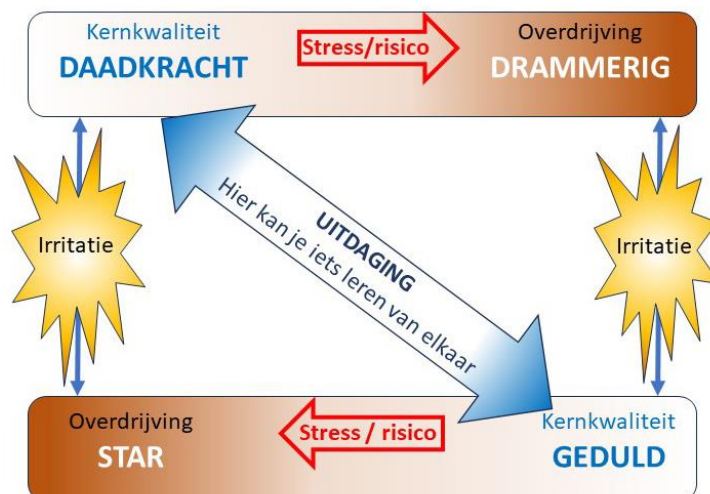 Kernkwaliteit
DAADKRACHT
Stress/risico
Overdrijving
DRAMMERIG
Irritatie
UITDAGING
Hier kan je iets leren van elkaar
Irritatie
Overdrijving
STAR
Stress / risico
Kernkwaliteit
GEDULD